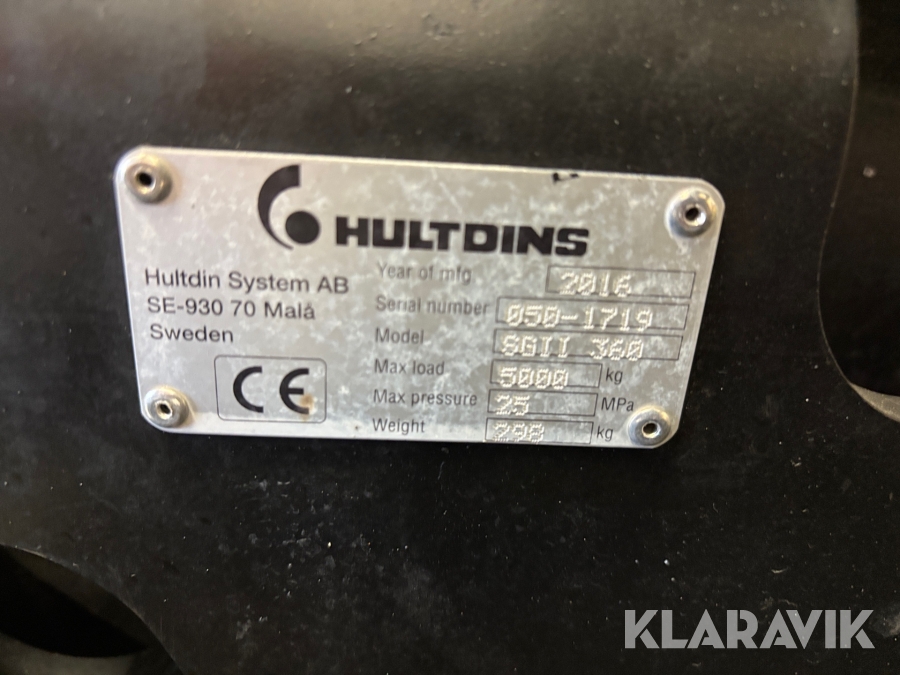 HULTDINS
Hultdin System AB
SE-930 70 Malå
Sweden
CE
Year of mfg 2016
Serial number 050-1719
Model SGII 360
Max load 5000 kg
Max pressure 25 MPa
Weight 298 kg
KLARAVIK